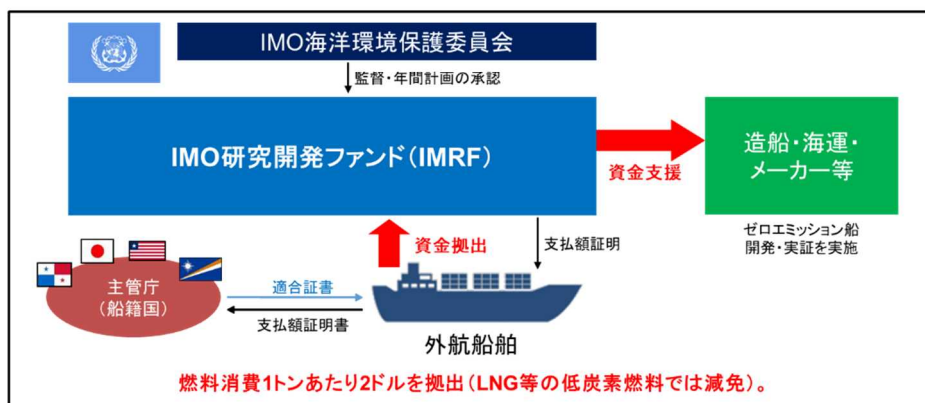 IMO海洋環境保護委員会
監督・年間計画の承認
IMO研究開発ファンド(IMRF)
資金支援
造船・海運・
メーカー等
ゼロエミッション船
開発・実証を実施
資金拠出
支払額証明
主管庁
(船籍国)
適合証書
支払額証明書
外航船舶
燃料消費1トンあたり2ドルを拠出(LNG等の低炭素燃料では減免)。